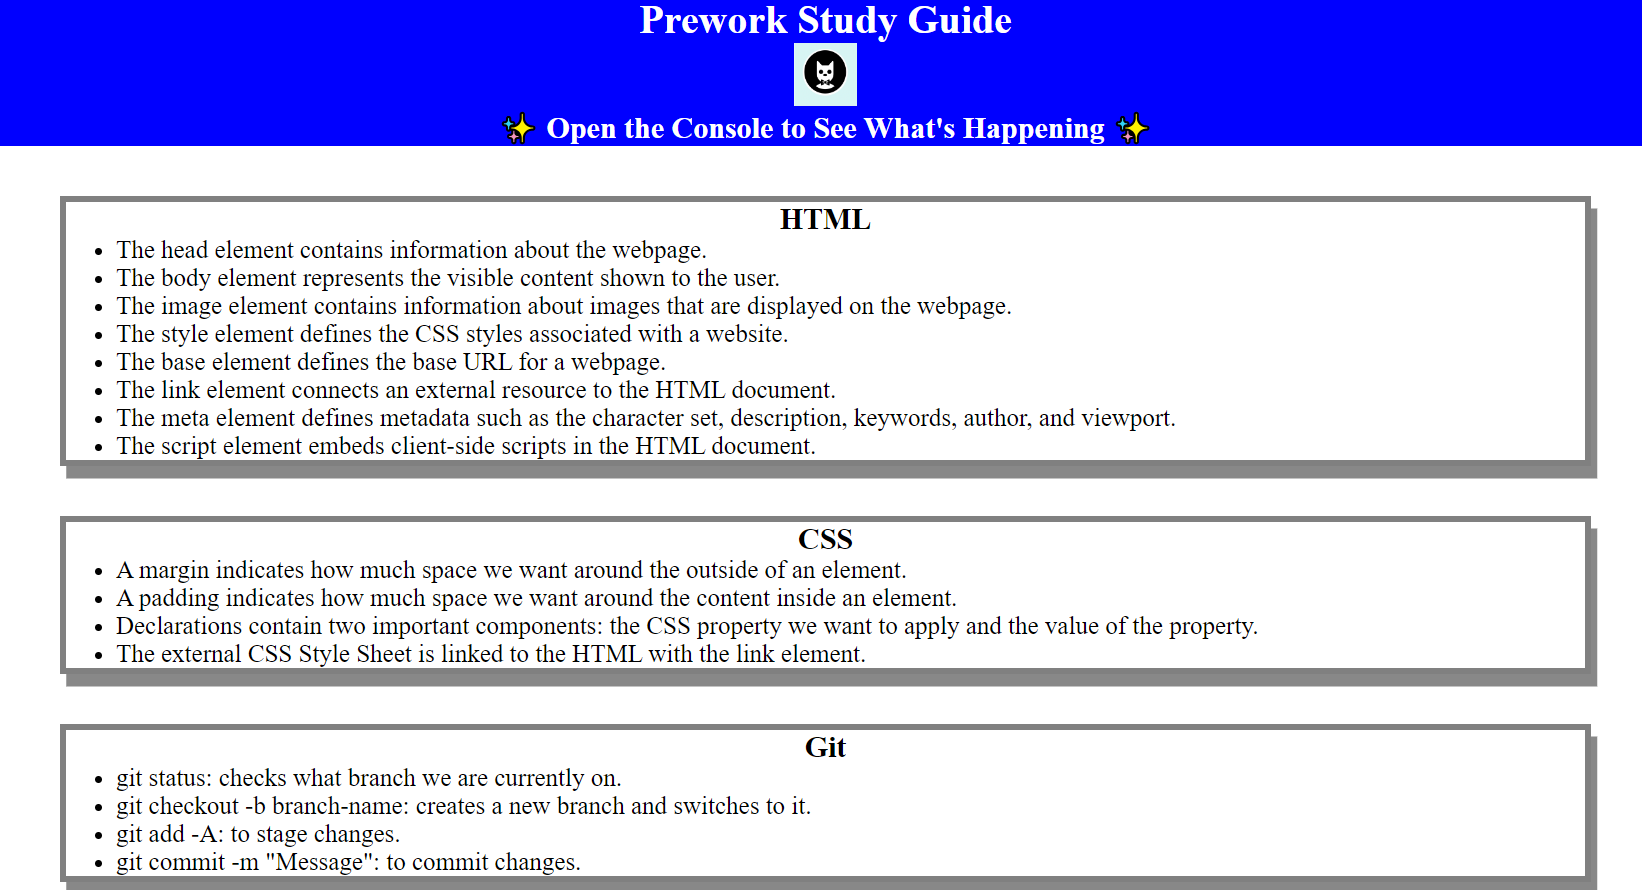 Prework Study Guide
✨ Open the Console to See What's Happening ✨
HTML
• The head element contains information about the webpage.
• The body element represents the visible content shown to the user.
• The image element contains information about images that are displayed on the webpage.
• The style element defines the CSS styles associated with a website.
• The base element defines the base URL for a webpage.
• The link element connects an external resource to the HTML document.
• The meta element defines metadata such as the character set, description, keywords, author, and viewport.
• The script element embeds client-side scripts in the HTML document.
CSS
• A margin indicates how much space we want around the outside of an element.
• A padding indicates how much space we want around the content inside an element.
• Declarations contain two important components: the CSS property we want to apply and the value of the property.
• The external CSS Style Sheet is linked to the HTML with the link element.
Git
• git status: checks what branch we are currently on.
• git checkout -b branch-name: creates a new branch and switches to it.
• git add -A: to stage changes.
• git commit -m "Message": to commit changes.